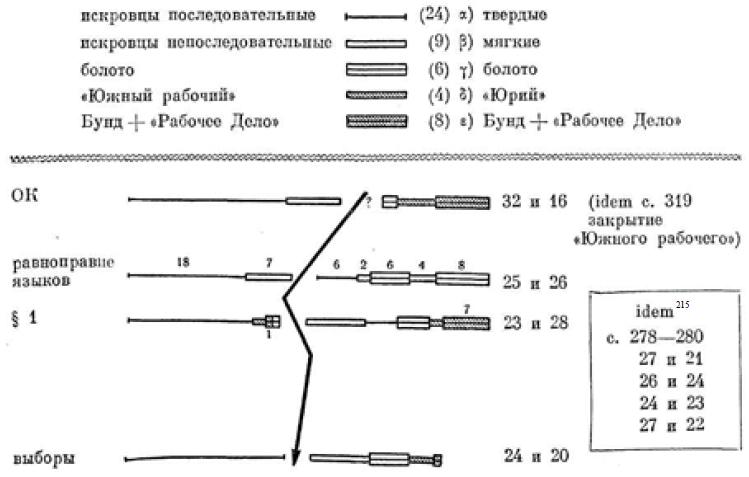 искровцы последовательные (24) α) твердые
искровцы непоследовательные (9) β) мягкие
болото (6) γ) болото
«Южный рабочий» (4) δ) «Юрий»
Бунд + «Рабочее Дело» (8) ε) Бунд + «Рабочее Дело»
ОК ? 32 и 16 (idem с. 319
закрытие
«Южного рабочего»)
равноправие
языков
18 7 6 2 6 4 8
25 и 26
§ 1 1 7 23 и 28
idem 215
с. 278—280
27 и 21
26 и 24
24 и 23
27 и 22
выборы 24 и 20